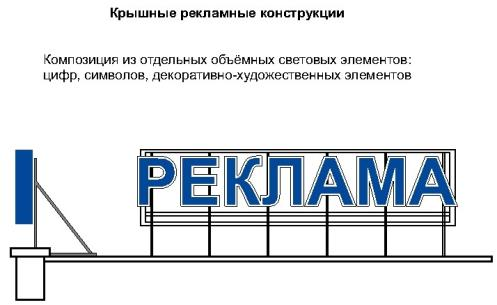 Крышные рекламные конструкции
Композиция из отдельных объёмных световых элементов:
цифр, символов, декоративно-художественных элементов
РЕКЛАМА